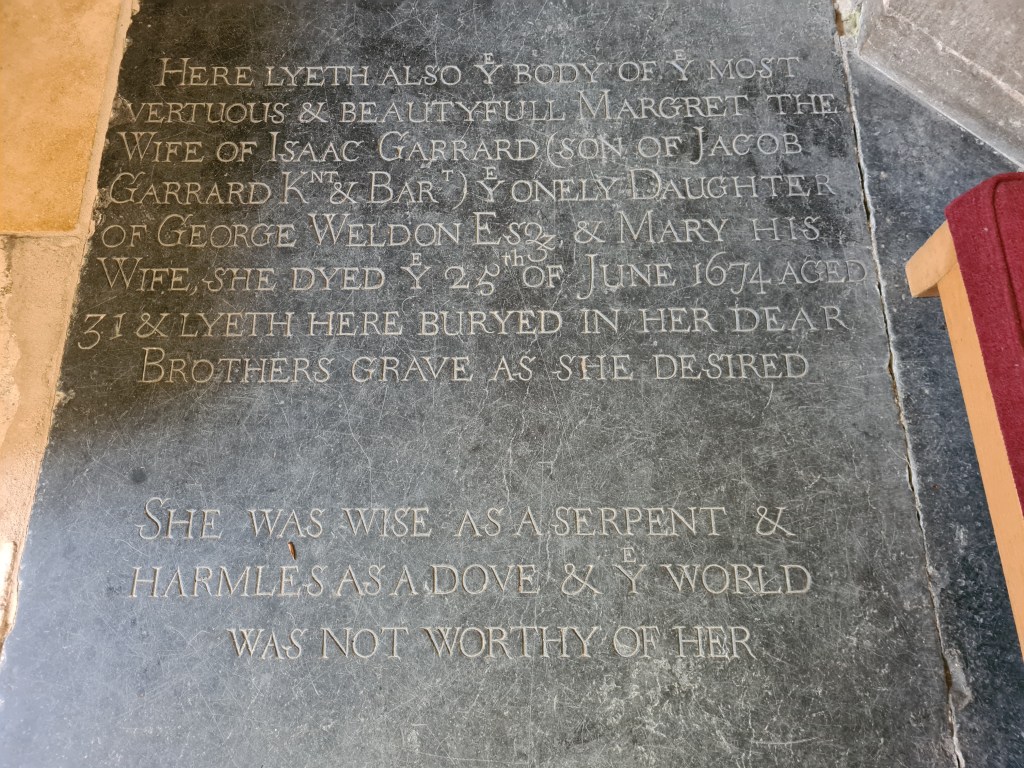 HERE LYETH ALSO Yᴱ BODY OF Yᴱ MOST
VERTUOUS & BEAUTYFULL MARGRET THE
WIFE OF ISAAC GARRARD (SON OF JACOB
GARRARD Kᴺᵀ & BARᵀ) Yᴱ ONELY DAUGHTER
OF GEORGE WELDON ESQ; & MARY HIS
WIFE, SHE DYED Yᴱ 25ᵗʰ OF JUNE 1674 AGED
31 & LYETH HERE BURYED IN HER DEAR
BROTHERS GRAVE AS SHE DESIRED
SHE WAS WISE AS A SERPENT &
HARMLES AS A DOVE & Yᴱ WORLD
WAS NOT WORTHY OF HER